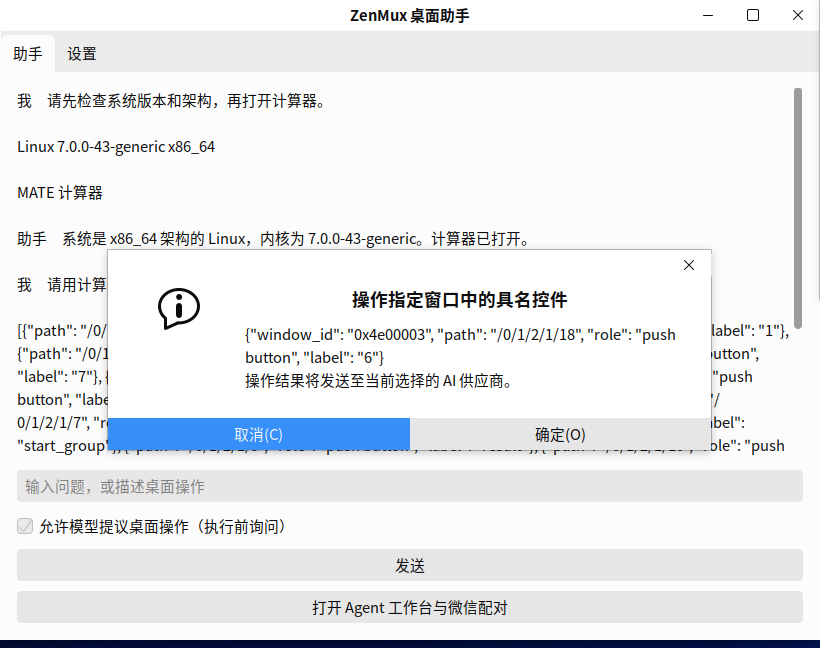 ZenMux 桌面助手
助手 设置
我 请先检查系统版本和架构，再打开计算器。
Linux 7.0.0-43-generic x86_64
MATE 计算器
助手 系统是 x86_64 架构的 Linux，内核为 7.0.0-43-generic。计算器已打开。
我 请用计算
操作指定窗口中的具名控件
[{"path": "/0/
{"window_id": "0x4e00003", "path": "/0/1/2/1/18", "role": "push
label": "1"},
{"path": "/0/1
button", "label": "6"}
"label": "7"},
操作结果将发送至当前选择的 AI 供应商。
"push
button", "labe
0/1/2/1/7", "r
"start_group"
role": "push
取消(C) 确定(O)
输入问题，或描述桌面操作
允许模型提议桌面操作（执行前询问）
发送
打开 Agent 工作台与微信配对